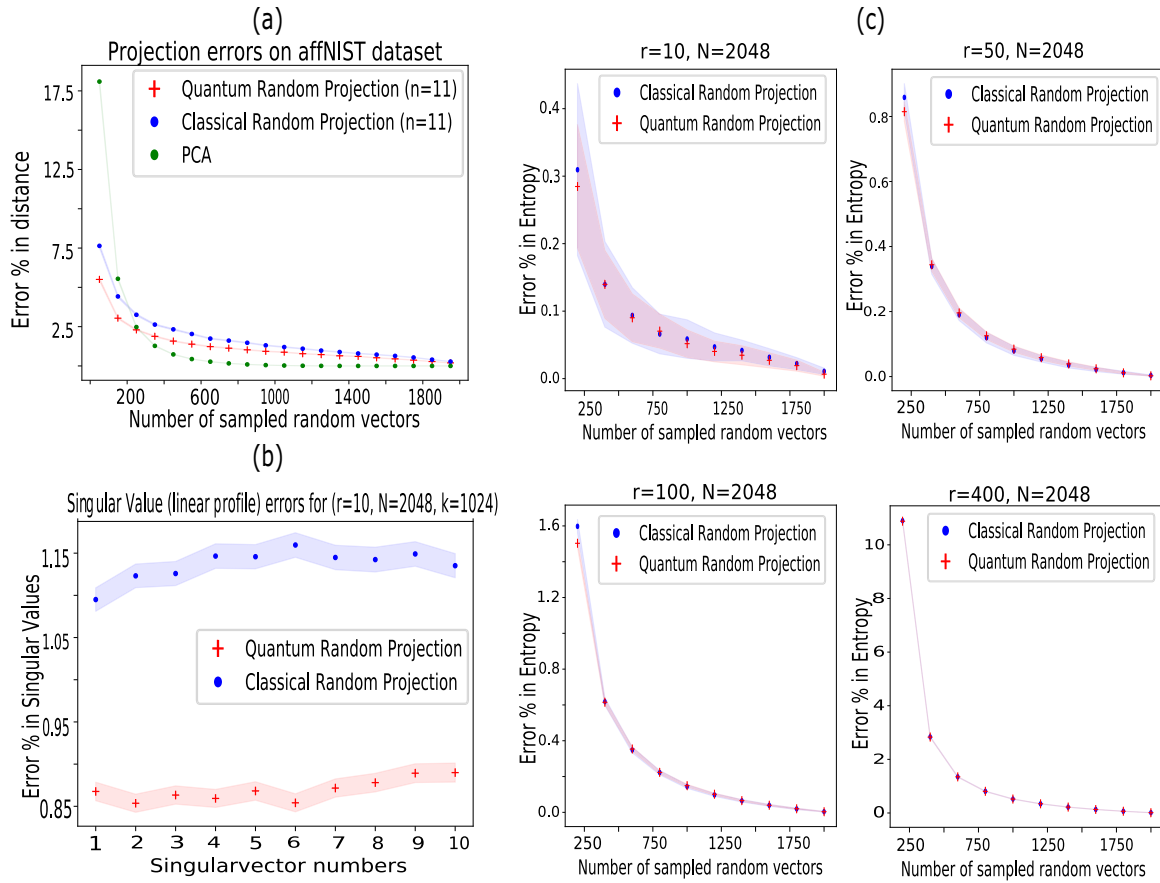 (a)
Projection errors on affNIST dataset
Quantum Random Projection (n=11)
Classical Random Projection (n=11)
PCA
Error % in distance
17.5
12.5
7.5
2.5
200 600 1000 1400 1800
Number of sampled random vectors
(b)
Singular Value (linear profile) errors for (r=10, N=2048, k=1024)
Error % in Singular Values
1.15
1.05
0.95
0.85
Quantum Random Projection
Classical Random Projection
1 2 3 4 5 6 7 8 9 10
Singularvector numbers
(c)
r=10, N=2048
Classical Random Projection
Quantum Random Projection
Error % in Entropy
0.4
0.3
0.2
0.1
0.0
250 750 1250 1750
Number of sampled random vectors
r=50, N=2048
Classical Random Projection
Quantum Random Projection
Error % in Entropy
0.8
0.6
0.4
0.2
0.0
250 750 1250 1750
Number of sampled random vectors
r=100, N=2048
Classical Random Projection
Quantum Random Projection
Error % in Entropy
1.6
1.2
0.8
0.4
0.0
250 750 1250 1750
Number of sampled random vectors
r=400, N=2048
Classical Random Projection
Quantum Random Projection
Error % in Entropy
10
8
6
4
2
0
250 750 1250 1750
Number of sampled random vectors